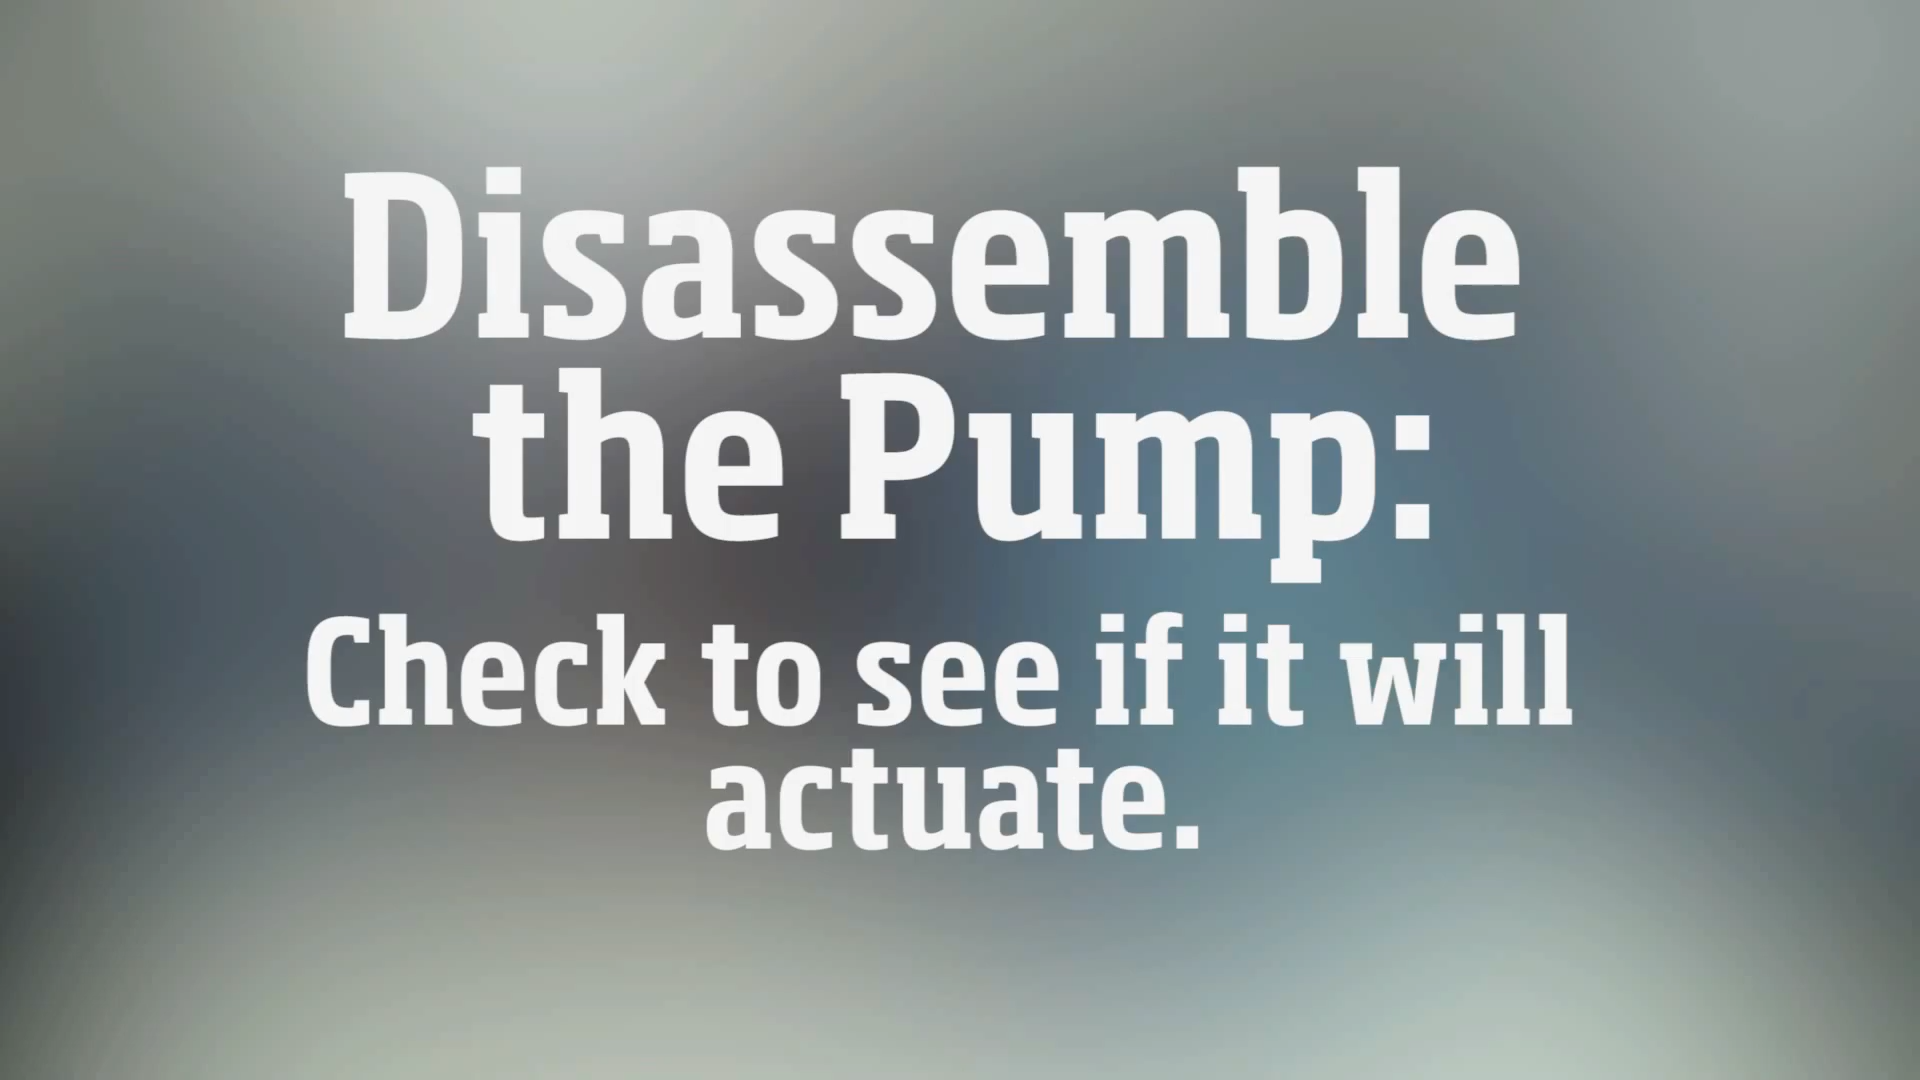 Disassemble
the Pump:
Check to see if it will
actuate.